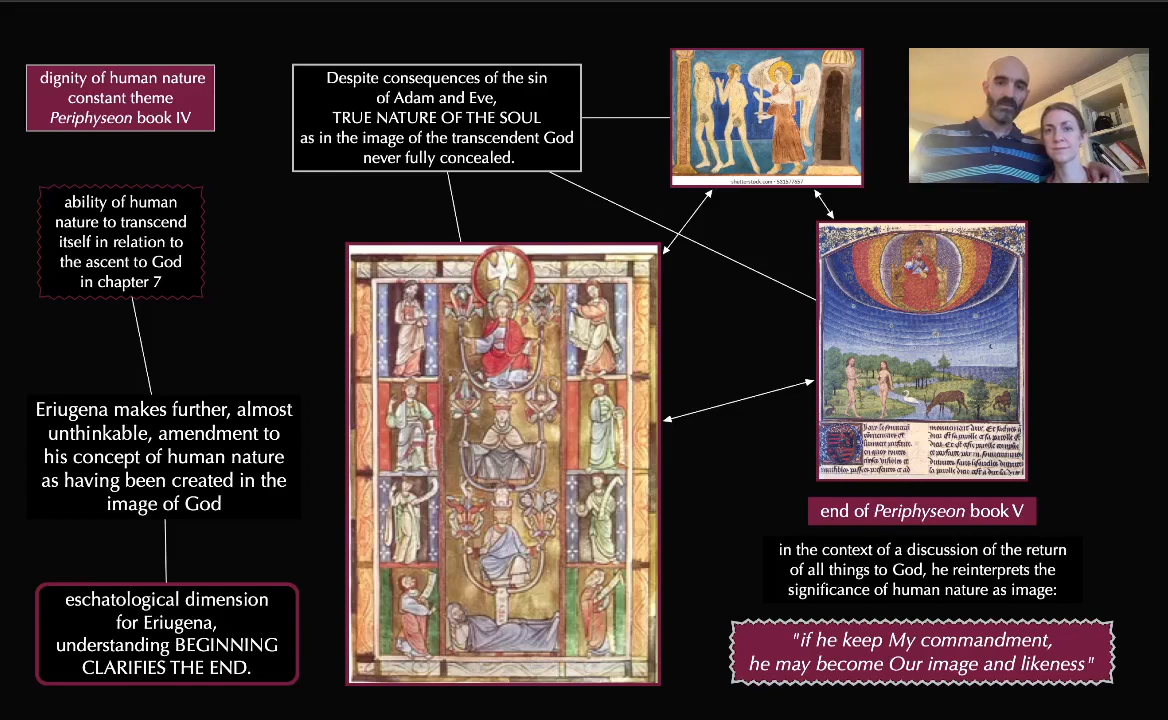 dignity of human nature
constant theme
Periphyseon book IV
Despite consequences of the sin
of Adam and Eve,
TRUE NATURE OF THE SOUL
as in the image of the transcendent God
never fully concealed.
shutterstock.com · 531577657
ability of human
nature to transcend
itself in relation to
the ascent to God
in chapter 7
Eriugena makes further, almost
unthinkable, amendment to
his concept of human nature
as having been created in the
image of God
eschatological dimension
for Eriugena,
understanding BEGINNING
CLARIFIES THE END.
end of Periphyseon book V
in the context of a discussion of the return
of all things to God, he reinterprets the
significance of human nature as image:
"if he keep My commandment,
he may become Our image and likeness"